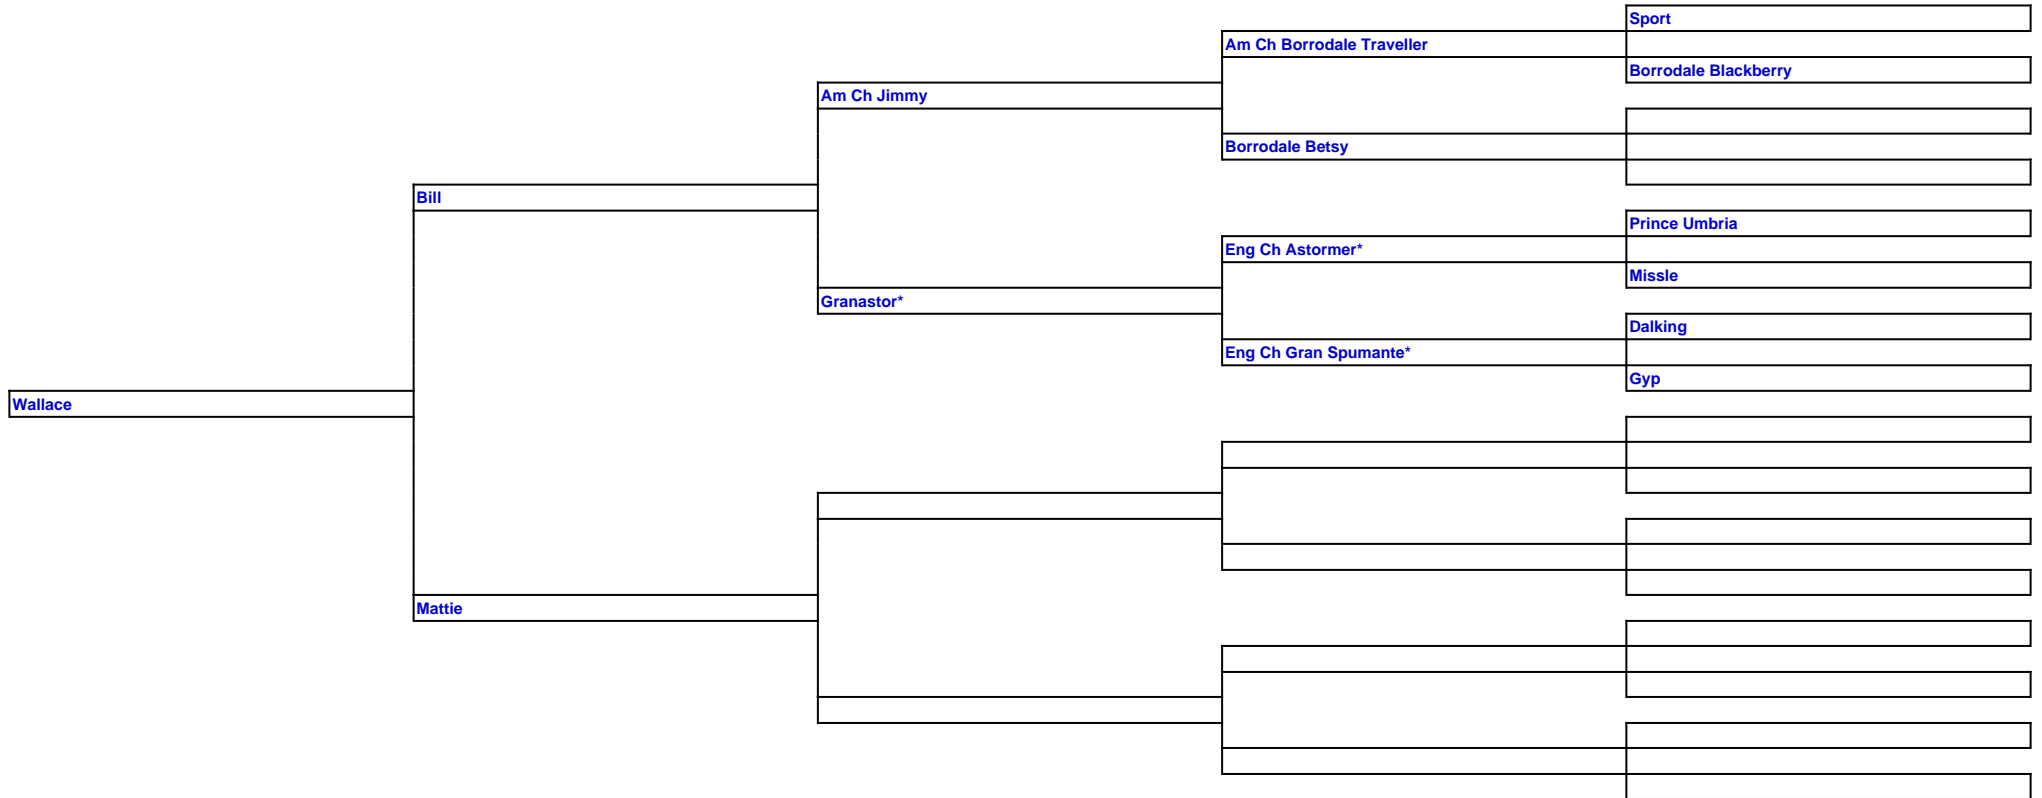 Sport
Am Ch Borrodale Traveller
Borrodale Blackberry
Am Ch Jimmy
Borrodale Betsy
Bill
Prince Umbria
Eng Ch Astormer*
Missle
Granastor*
Dalking
Eng Ch Gran Spumante*
Gyp
Wallace
Mattie